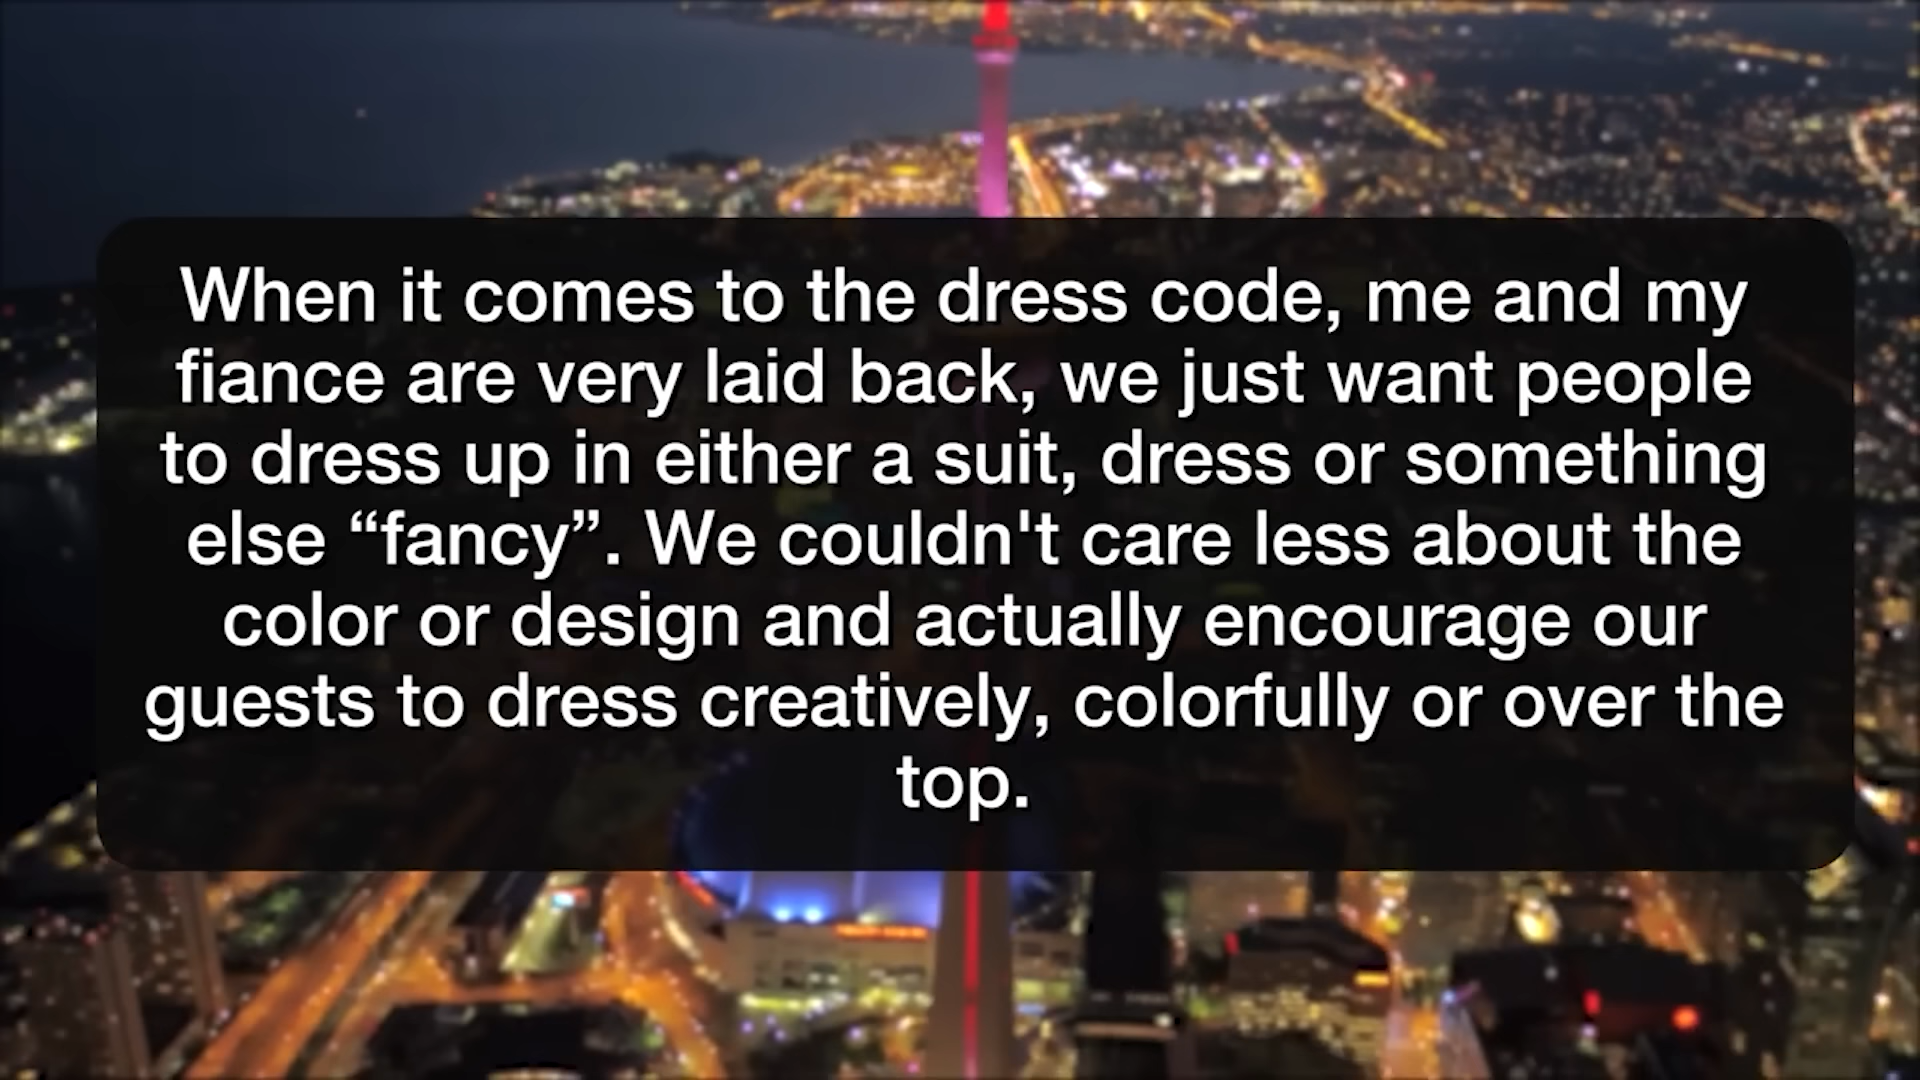 When it comes to the dress code, me and my
fiance are very laid back, we just want people
to dress up in either a suit, dress or something
else “fancy”. We couldn't care less about the
color or design and actually encourage our
guests to dress creatively, colorfully or over the
top.